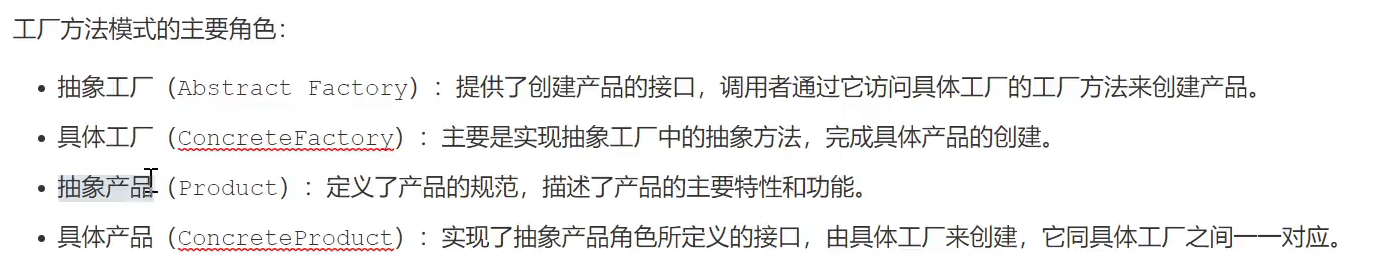 工厂方法模式的主要角色：
• 抽象工厂（Abstract Factory）：提供了创建产品的接口，调用者通过它访问具体工厂的工厂方法来创建产品。
• 具体工厂（ConcreteFactory）：主要是实现抽象工厂中的抽象方法，完成具体产品的创建。
• 抽象产品（Product）：定义了产品的规范，描述了产品的主要特性和功能。
• 具体产品（ConcreteProduct）：实现了抽象产品角色所定义的接口，由具体工厂来创建，它同具体工厂之间一一对应。